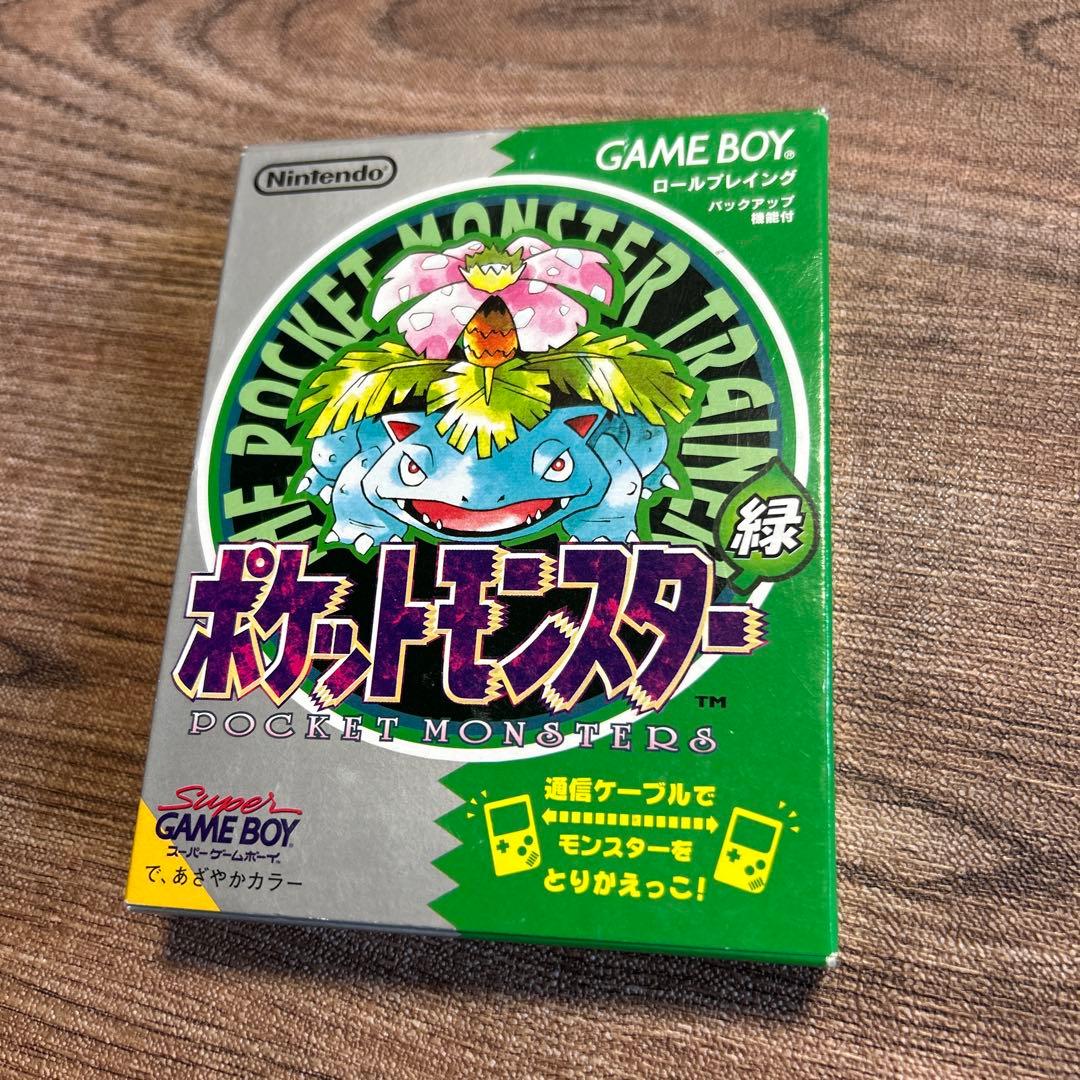 Nintendo®
GAME BOY®
ロールプレイング
バックアップ
機能付
THE POCKET MONSTER TRAINER
緑
ポケットモンスター
TM
POCKET MONSTERS
Super
GAME BOY
スーパーゲームボーイ
で、あざやかカラー
通信ケーブルで
モンスターを
とりかえっこ!